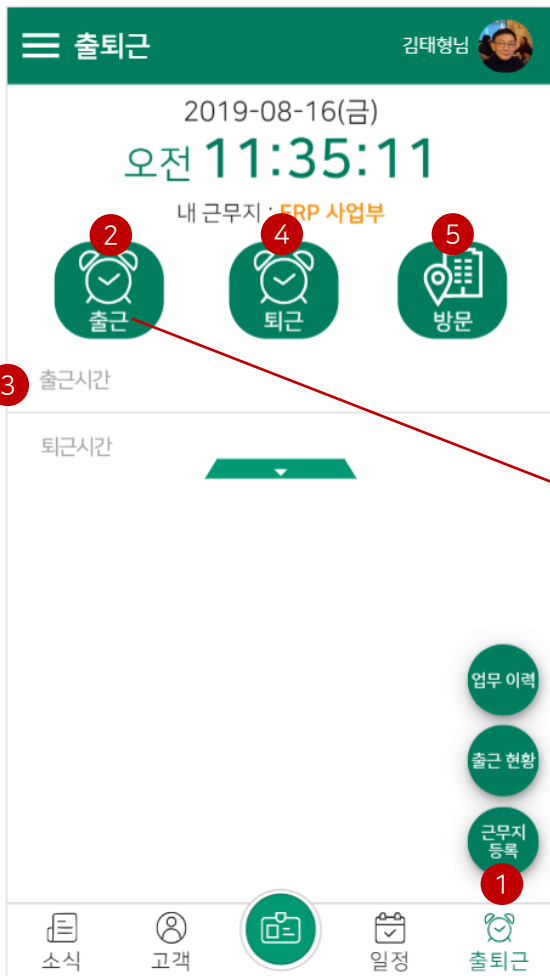 출퇴근
김태형님
2019-08-16(금)
오전 11:35:11
내 근무지 : ERP 사업부
2
4
5
출근
퇴근
방문
3
출근시간
퇴근시간
업무 이력
출근 현황
근무지
등록
1
소식
고객
일정
출퇴근